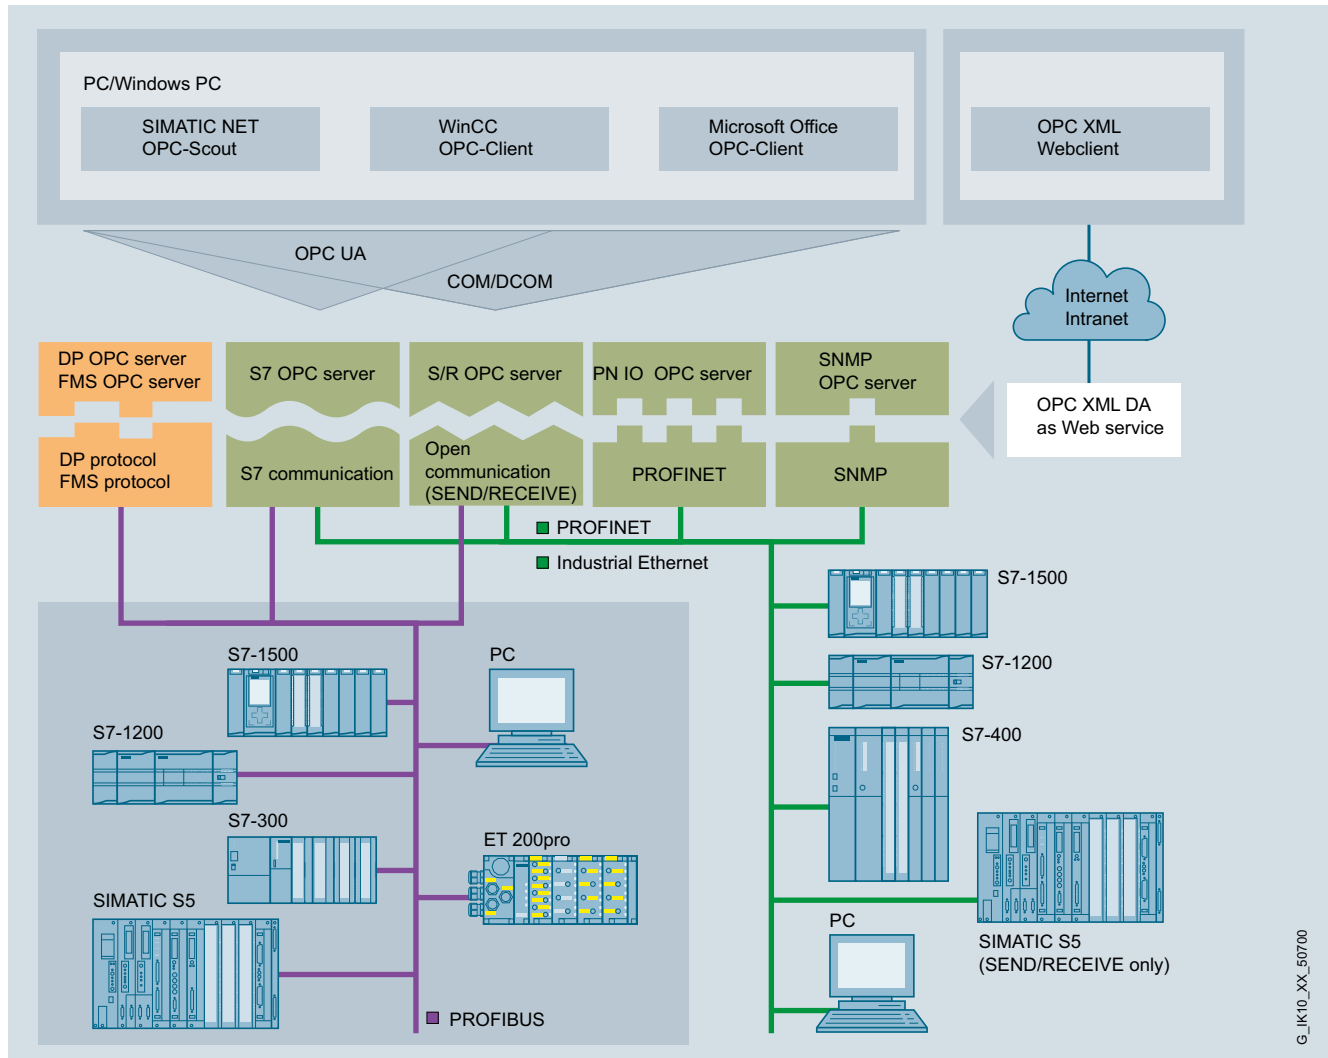 PC/Windows PC
SIMATIC NET
OPC-Scout
WinCC
OPC-Client
Microsoft Office
OPC-Client
OPC XML
Webclient
OPC UA
COM/DCOM
Internet
Intranet
DP OPC server
FMS OPC server
S7 OPC server
S/R OPC server
PN IO OPC server
SNMP
OPC server
OPC XML DA
as Web service
DP protocol
FMS protocol
S7 communication
Open
communication
(SEND/RECEIVE)
PROFINET
SNMP
PROFINET
Industrial Ethernet
S7-1500
S7-1200
S7-400
S7-1500
PC
S7-1200
S7-300
ET 200pro
SIMATIC S5
PROFIBUS
PC
SIMATIC S5
(SEND/RECEIVE only)
G_IK10_XX_50700